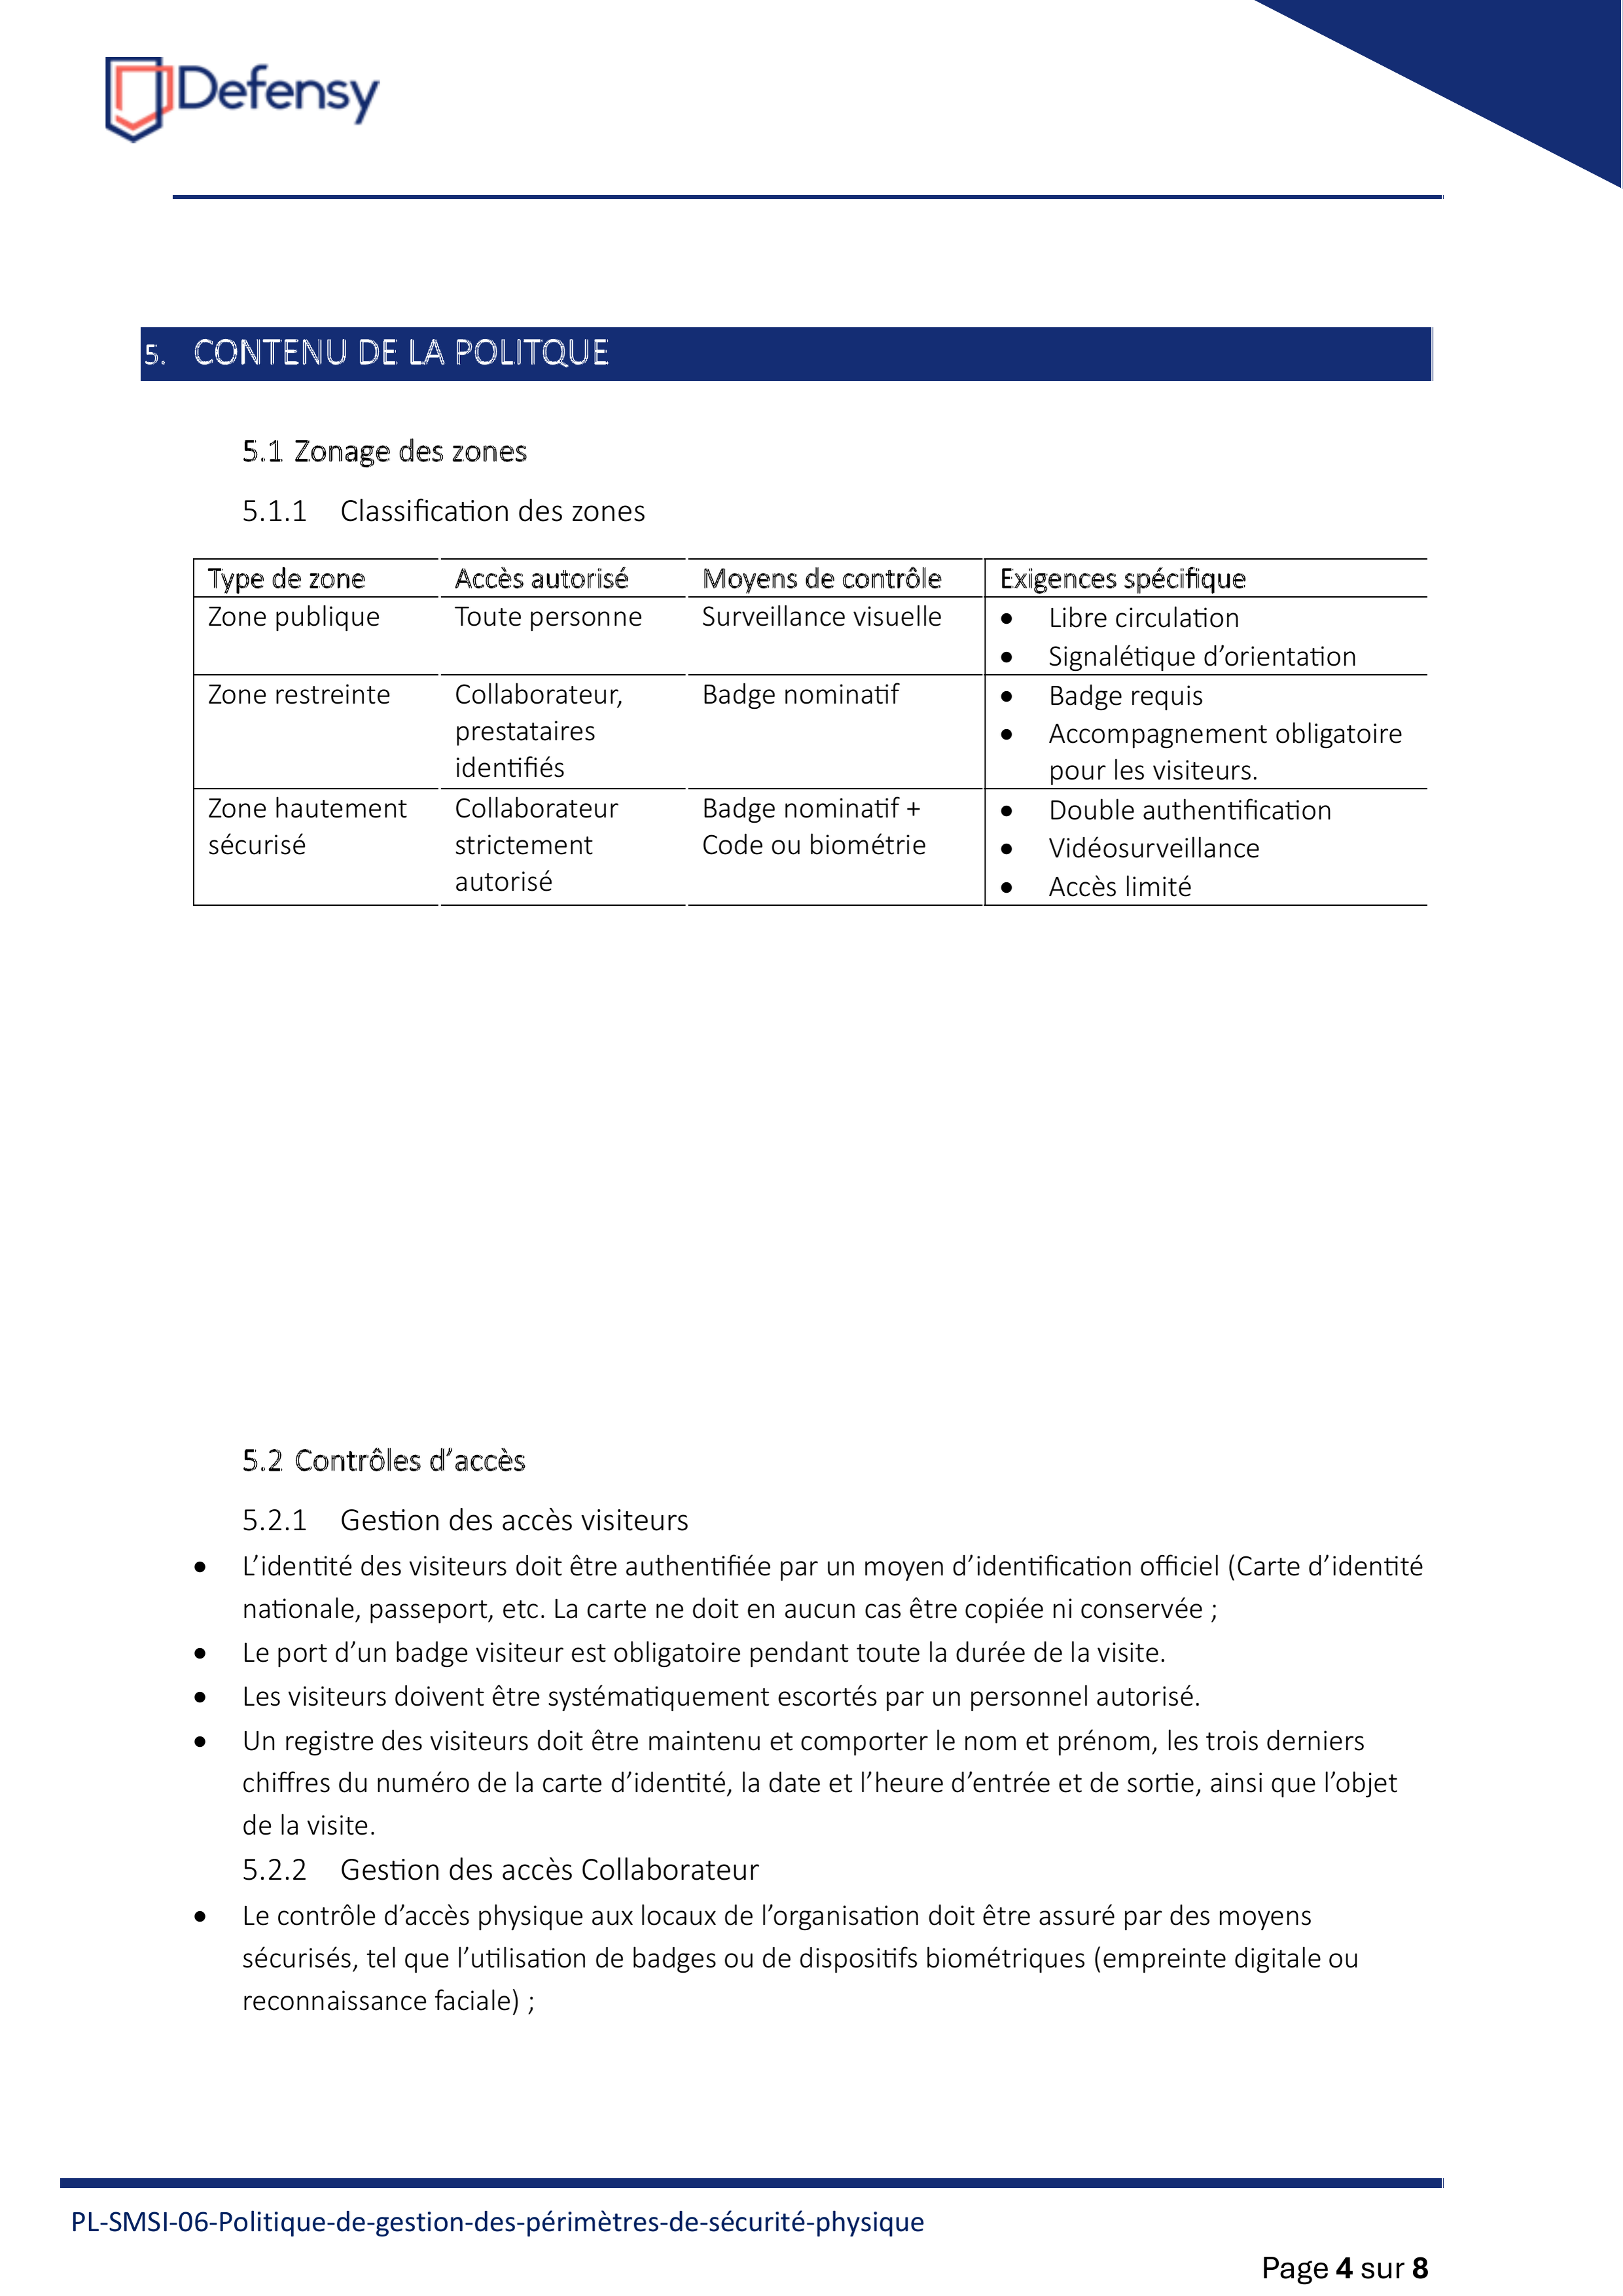 Defensy
5. CONTENU DE LA POLITQUE
5.1 Zonage des zones
5.1.1 Classification des zones
Type de zone Accès autorisé Moyens de contrôle Exigences spécifique
Zone publique Toute personne Surveillance visuelle • Libre circulation
• Signalétique d’orientation
Zone restreinte Collaborateur, Badge nominatif • Badge requis
prestataires • Accompagnement obligatoire
identifiés pour les visiteurs.
Zone hautement Collaborateur Badge nominatif + • Double authentification
sécurisé strictement Code ou biométrie • Vidéosurveillance
autorisé • Accès limité
5.2 Contrôles d’accès
5.2.1 Gestion des accès visiteurs
• L’identité des visiteurs doit être authentifiée par un moyen d’identification officiel (Carte d’identité
nationale, passeport, etc. La carte ne doit en aucun cas être copiée ni conservée ;
• Le port d’un badge visiteur est obligatoire pendant toute la durée de la visite.
• Les visiteurs doivent être systématiquement escortés par un personnel autorisé.
• Un registre des visiteurs doit être maintenu et comporter le nom et prénom, les trois derniers
chiffres du numéro de la carte d’identité, la date et l’heure d’entrée et de sortie, ainsi que l’objet
de la visite.
5.2.2 Gestion des accès Collaborateur
• Le contrôle d’accès physique aux locaux de l’organisation doit être assuré par des moyens
sécurisés, tel que l’utilisation de badges ou de dispositifs biométriques (empreinte digitale ou
reconnaissance faciale) ;
PL-SMSI-06-Politique-de-gestion-des-périmètres-de-sécurité-physique
Page 4 sur 8